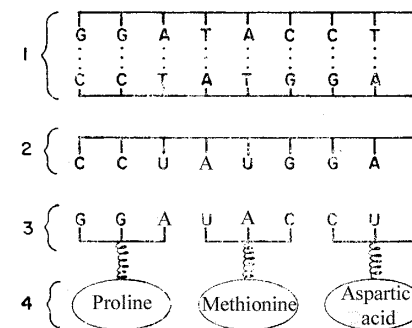 G G A T A C C T
1
C C T A T G G A
2
C C U A U G G A
3
G G A U A C C U
4
Proline Methionine Aspartic acid